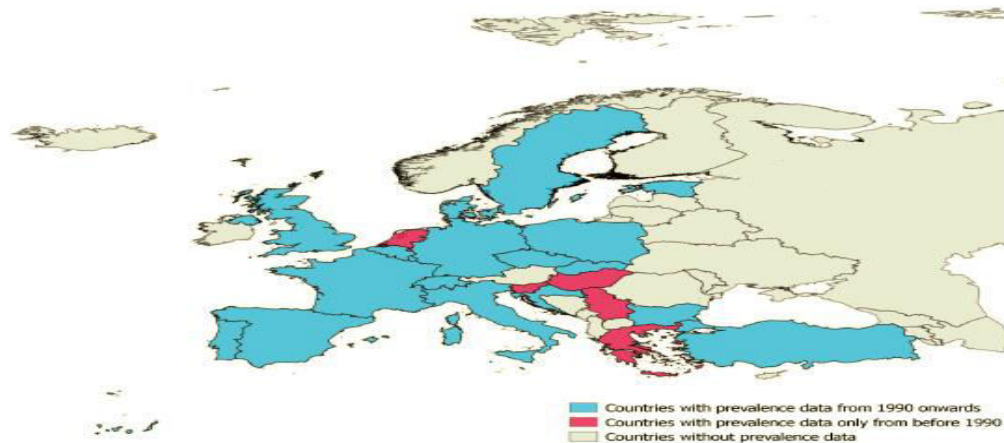 Countries with prevalence data from 1990 onwards
Countries with prevalence data only from before 1990
Countries without prevalence data